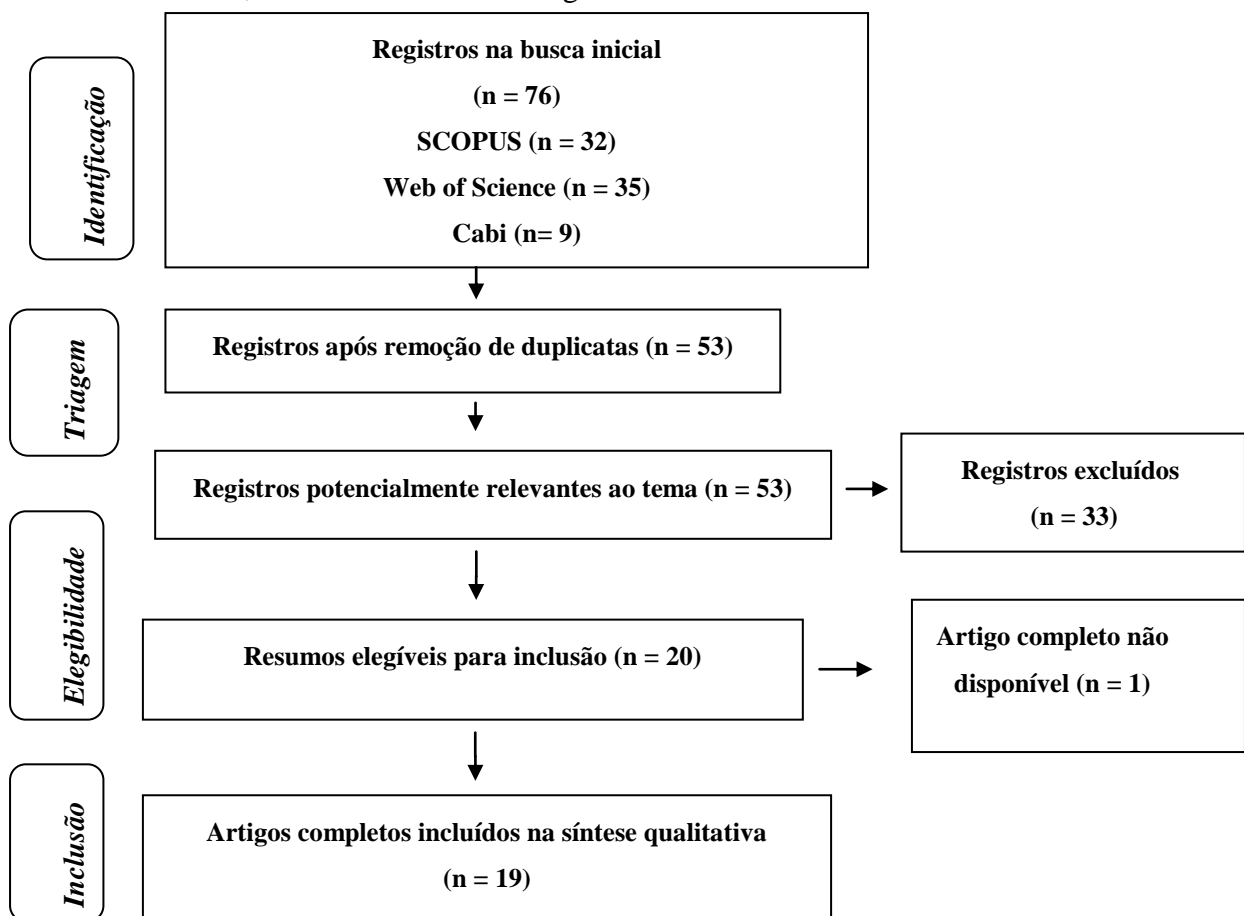 Identificação
Registros na busca inicial
(n = 76)
SCOPUS (n = 32)
Web of Science (n = 35)
Cabi (n= 9)
Triagem
Registros após remoção de duplicatas (n = 53)
Registros potencialmente relevantes ao tema (n = 53)
Registros excluídos
(n = 33)
Elegibilidade
Resumos elegíveis para inclusão (n = 20)
Artigo completo não
disponível (n = 1)
Inclusão
Artigos completos incluídos na síntese qualitativa
(n = 19)